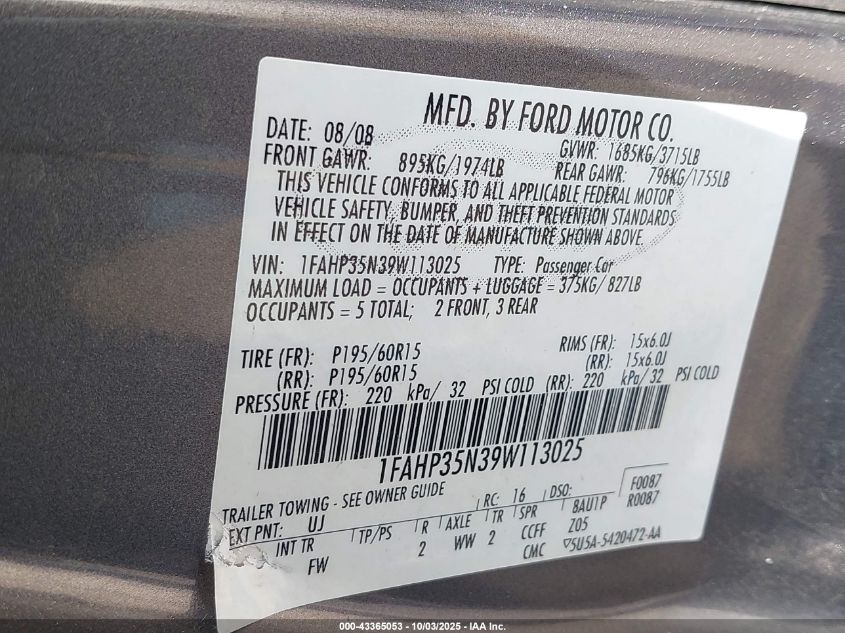 MFD. BY FORD MOTOR CO.
DATE: 08/08 GVWR: 1685KG/3715LB
FRONT GAWR: 895KG/1974LB REAR GAWR: 796KG/1755LB
THIS VEHICLE CONFORMS TO ALL APPLICABLE FEDERAL MOTOR
VEHICLE SAFETY, BUMPER, AND THEFT PREVENTION STANDARDS
IN EFFECT ON THE DATE OF MANUFACTURE SHOWN ABOVE.
VIN: 1FAHP35N39W113025 TYPE: Passenger Car
MAXIMUM LOAD = OCCUPANTS + LUGGAGE = 375KG/827LB
OCCUPANTS = 5 TOTAL; 2 FRONT, 3 REAR
TIRE (FR): P195/60R15 RIMS (FR): 15x6.0J
(RR): P195/60R15 (RR): 15x6.0J
PRESSURE (FR): 220 kPa/ 32 PSI COLD (RR): 220 kPa/ 32 PSI COLD
1FAHP35N39W113025
TRAILER TOWING - SEE OWNER GUIDE RC: 16 DSO: F0087
EXT PNT: UJ R0087
INT TR TP/PS R AXLE TR SPR 8AU1P
FW 2 WW 2 CCFF Z05
CMC ▽5U5A-5420472-AA
000-43365053 - 10/03/2025 - IAA Inc.